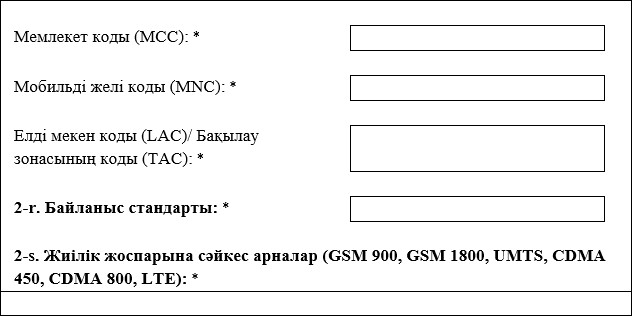 Мемлекет коды (MCC): *
Мобильді желі коды (MNC): *
Елді мекен коды (LAC)/ Бақылау
зонасының коды (TAC): *
2-r. Байланыс стандарты: *
2-s. Жиілік жоспарына сәйкес арналар (GSM 900, GSM 1800, UMTS, CDMA
450, CDMA 800, LTE): *